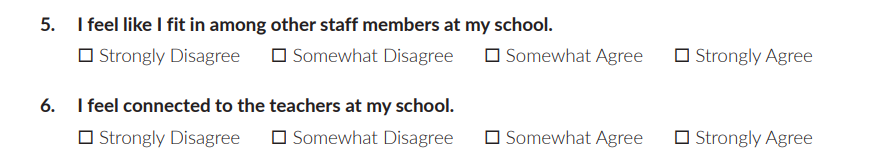 5. I feel like I fit in among other staff members at my school.
☐ Strongly Disagree ☐ Somewhat Disagree ☐ Somewhat Agree ☐ Strongly Agree
6. I feel connected to the teachers at my school.
☐ Strongly Disagree ☐ Somewhat Disagree ☐ Somewhat Agree ☐ Strongly Agree